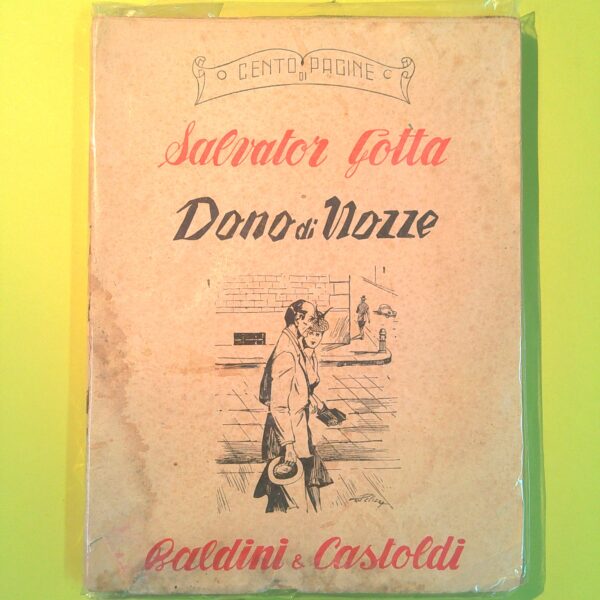 CENTO DI PAGINE
Salvator Gotta
Dono di Nozze
Baldini & Castoldi